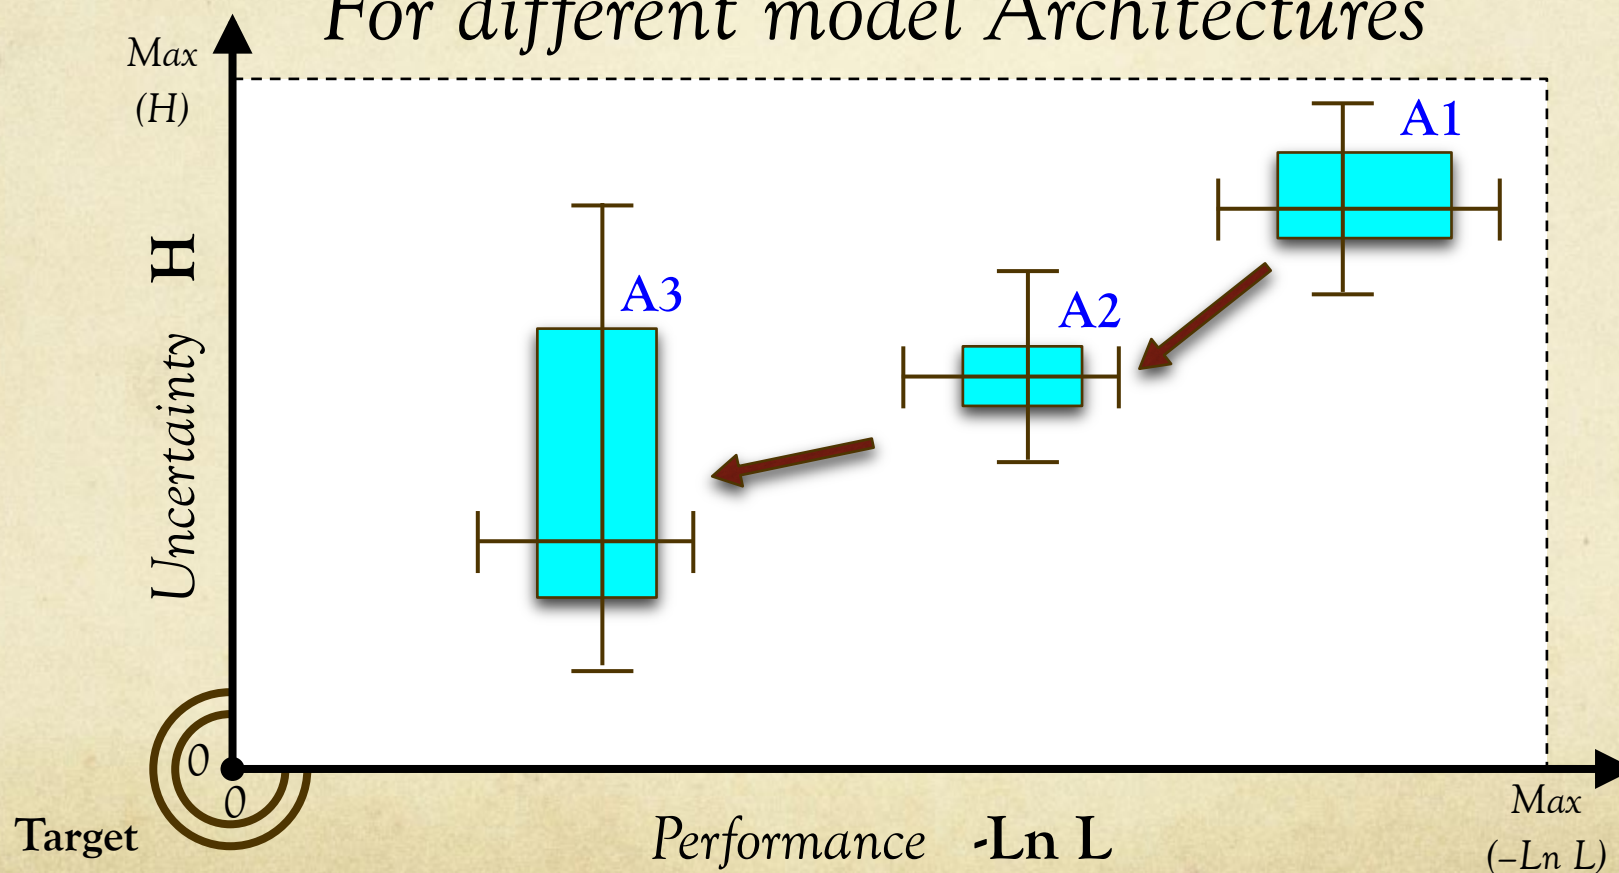 For different model Architectures
Max
(H)
A1
A2
A3
Uncertainty H
0
0
Target
Performance -Ln L
Max
(–Ln L)